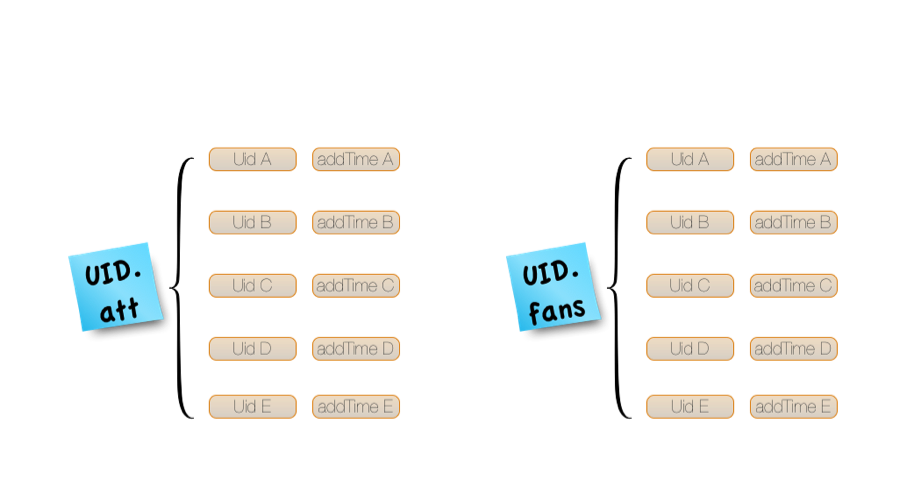 UID.
att
Uid A addTime A
Uid B addTime B
Uid C addTime C
Uid D addTime D
Uid E addTime E
UID.
fans
Uid A addTime A
Uid B addTime B
Uid C addTime C
Uid D addTime D
Uid E addTime E